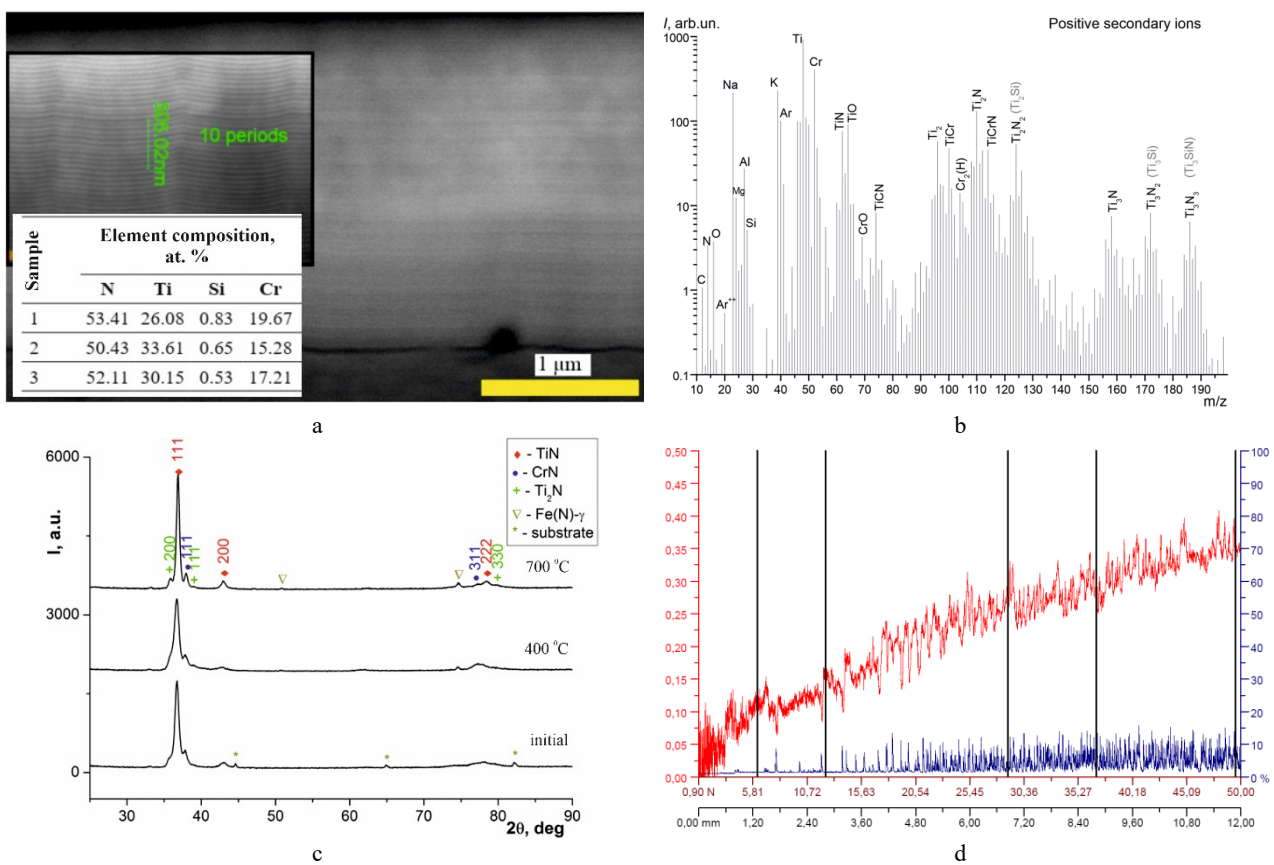 506.02nm
10 periods
1 µm
Sample
Element composition,
at. %
N Ti Si Cr
1 53.41 26.08 0.83 19.67
2 50.43 33.61 0.65 15.28
3 52.11 30.15 0.53 17.21
a
I, arb.un.
Positive secondary ions
1000
100
10
1
0.1
C
N
O
Ar⁺⁺
Na
Mg
Al
Si
K
Ar
Ti
Cr
TiN
TiO
CrO
TiCN
Ti₂
TiCr
Cr₂(H)
Ti₂N
TiCrN
Ti₂N₂ (Ti₂Si)
Ti₃N
Ti₃N₂ (Ti₃Si)
Ti₃N₃ (Ti₃SiN)
10 20 30 40 50 60 70 80 90 100 110 120 130 140 150 160 170 180 190
m/z
b
6000
3000
0
I, a.u.
+ 200
111
111
+ 111
200
311
222
+ 330
- TiN
- CrN
+ - Ti₂N
▽ - Fe(N)-γ
* - substrate
700 °C
400 °C
initial
30 40 50 60 70 80 90
2θ, deg
c
0,50
0,45
0,40
0,35
0,30
0,25
0,20
0,15
0,10
0,05
0,00
100
90
80
70
60
50
40
30
20
10
0 %
0,90 N 5,81 10,72 15,63 20,54 25,45 30,36 35,27 40,18 45,09 50,00
0,00 mm 1,20 2,40 3,60 4,80 6,00 7,20 8,40 9,60 10,80 12,00
d